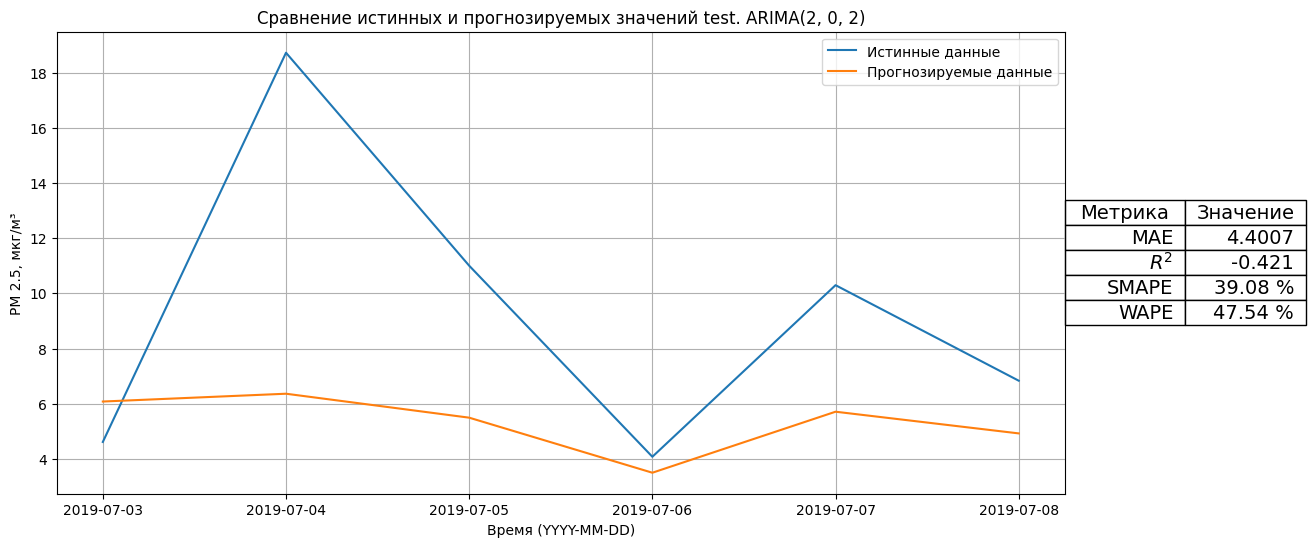 Сравнение истинных и прогнозируемых значений test. ARIMA(2, 0, 2)
Истинные данные
Прогнозируемые данные
PM 2.5, мкг/м³
18
16
14
12
10
8
6
4
2019-07-03 2019-07-04 2019-07-05 2019-07-06 2019-07-07 2019-07-08
Время (YYYY-MM-DD)
Метрика Значение
MAE 4.4007
R² -0.421
SMAPE 39.08 %
WAPE 47.54 %